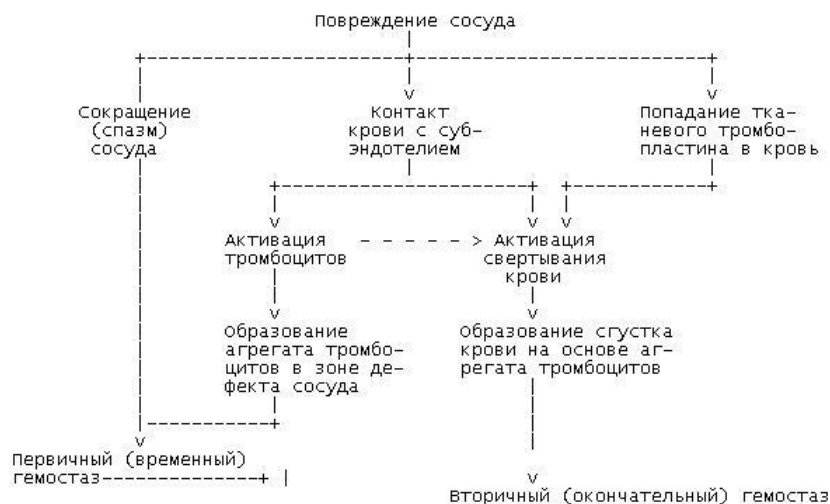 Повреждение сосуда
Сокращение Контакт Попадание тка-
(спазм) крови с суб- невого тромбо-
сосуда эндотелием пластина в кровь
Активация - - - - - > Активация
тромбоцитов свертывания
крови
Образование Образование сгустка
агрегата тромбо- крови на основе аг-
цитов в зоне де- регата тромбоцитов
фекта сосуда
Первичный (временный)
гемостаз--------------+ |
Вторичный (окончательный) гемостаз